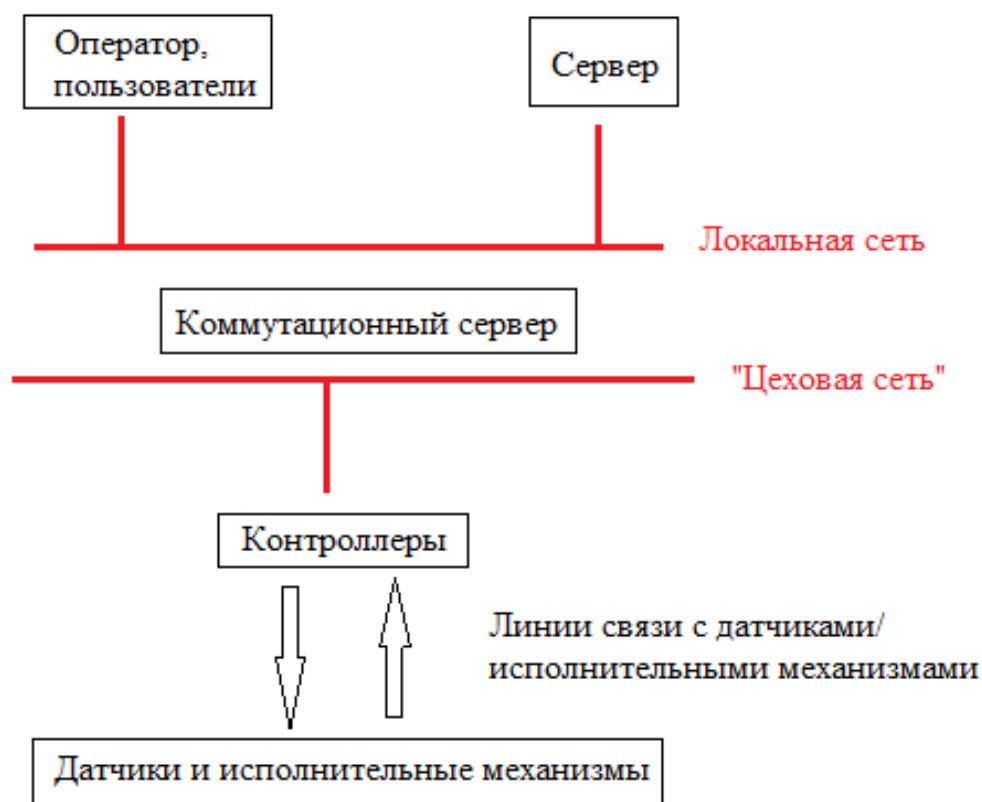 Оператор,
пользователи
Сервер
Локальная сеть
Коммутационный сервер
"Цеховая сеть"
Контроллеры
Линии связи с датчиками/
исполнительными механизмами
Датчики и исполнительные механизмы